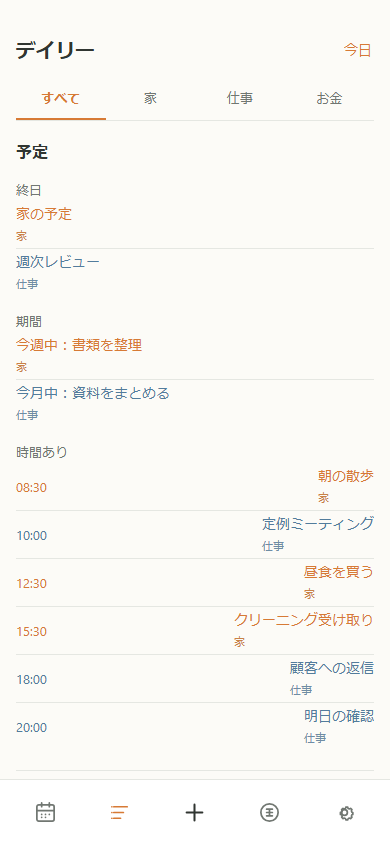 デイリー
今日
すべて 家 仕事 お金
予定
終日
家の予定
家
週次レビュー
仕事
期間
今週中：書類を整理
家
今月中：資料をまとめる
仕事
時間あり
08:30 朝の散歩
家
10:00 定例ミーティング
仕事
12:30 昼食を買う
家
15:30 クリーニング受け取り
家
18:00 顧客への返信
仕事
20:00 明日の確認
仕事